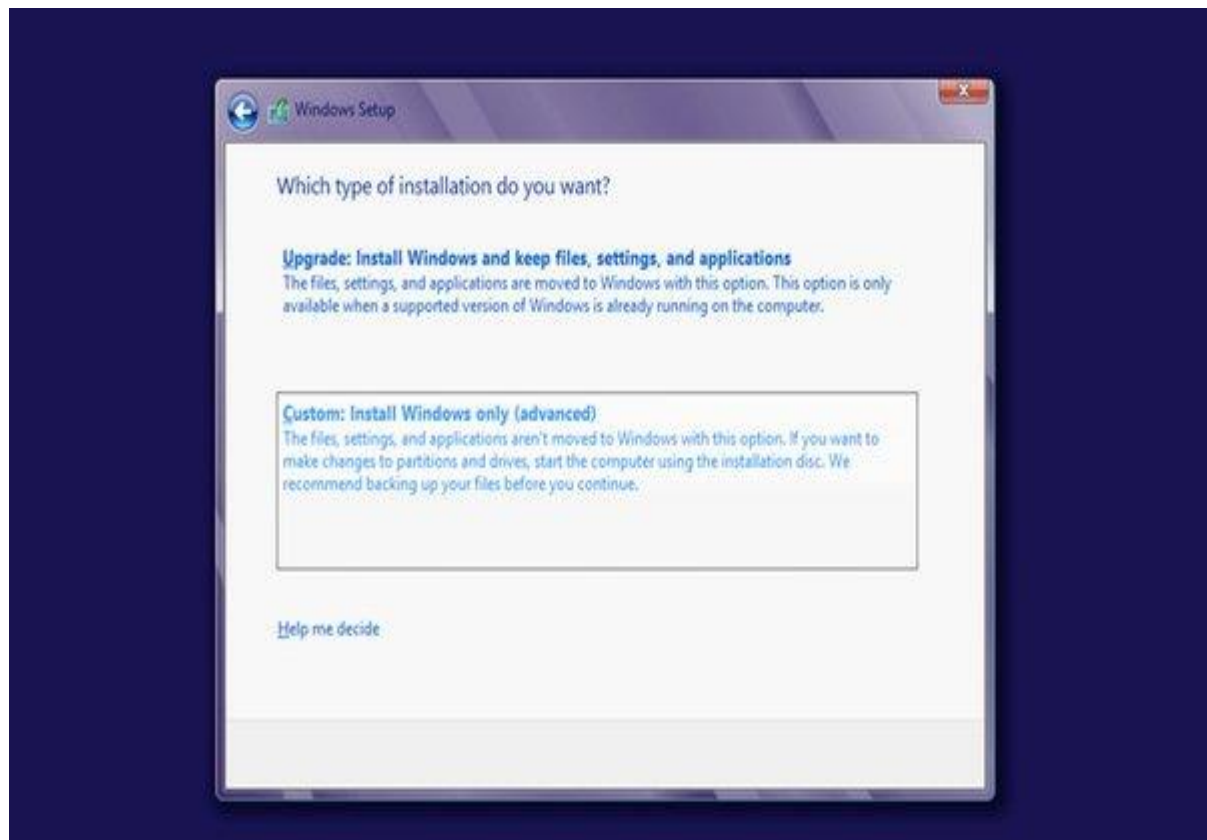 Windows Setup
X
Which type of installation do you want?
Upgrade: Install Windows and keep files, settings, and applications
The files, settings, and applications are moved to Windows with this option. This option is only
available when a supported version of Windows is already running on the computer.
Custom: Install Windows only (advanced)
The files, settings, and applications aren't moved to Windows with this option. If you want to
make changes to partitions and drives, start the computer using the installation disc. We
recommend backing up your files before you continue.
Help me decide